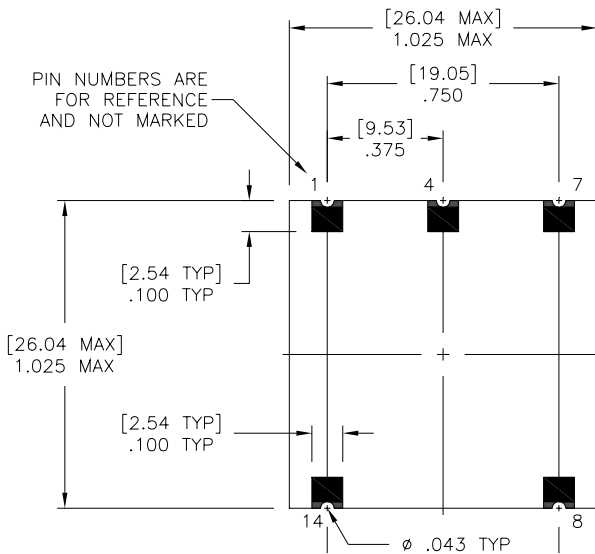 [26.04 MAX]
1.025 MAX
[19.05]
.750
PIN NUMBERS ARE
FOR REFERENCE
AND NOT MARKED
[9.53]
.375
1
4
7
[2.54 TYP]
.100 TYP
[26.04 MAX]
1.025 MAX
[2.54 TYP]
.100 TYP
14
8
ø .043 TYP